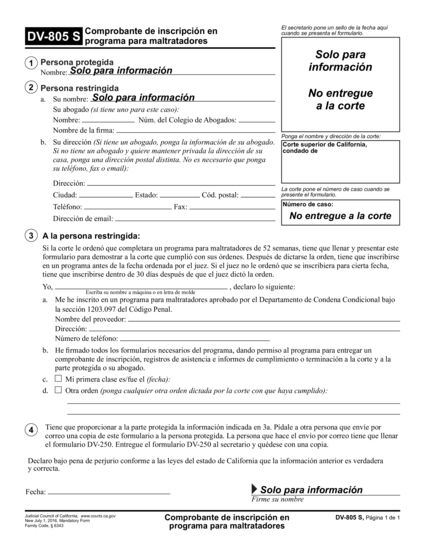 DV-805 S
Comprobante de inscripción en
programa para maltratadores
El secretario pone un sello de la fecha aquí
cuando se presenta el formulario.
Solo para
información
No entregue
a la corte
Ponga el nombre y dirección de la corte:
Corte superior de California,
condado de
La corte pone el número de caso cuando se
presente el formulario.
Número de caso:
No entregue a la corte
1 Persona protegida
Nombre: Solo para información
2 Persona restringida
a. Su nombre: Solo para información
Su abogado (si tiene uno para este caso):
Nombre: Núm. del Colegio de Abogados:
Nombre de la firma:
b. Su dirección (Si tiene un abogado, ponga la información de su abogado.
Si no tiene un abogado y quiere mantener privada la dirección de su
casa, ponga una dirección postal distinta. No es necesario que ponga
su teléfono, fax o email):
Dirección:
Ciudad: Estado: Cód. postal:
Teléfono: Fax:
Dirección de email:
3 A la persona restringida:
Si la corte le ordenó que completara un programa para maltratadores de 52 semanas, tiene que llenar y presentar este
formulario para demostrar a la corte que cumplió con sus órdenes. Después de dictarse la orden, tiene que inscribirse
en un programa antes de la fecha ordenada por el juez. Si el juez no le ordenó que se inscribiera para cierta fecha,
tiene que inscribirse dentro de 30 días después de que el juez dictó la orden.
Yo, , declaro lo siguiente:
Escriba su nombre a máquina o en letra de molde
a. Me he inscrito en un programa para maltratadores aprobado por el Departamento de Condena Condicional bajo
la sección 1203.097 del Código Penal.
Nombre del proveedor:
Dirección:
Número de teléfono:
b. He firmado todos los formularios necesarios del programa, dando permiso al programa para entregar un
comprobante de inscripción, registros de asistencia e informes de cumplimiento o terminación a la corte y a la
parte protegida o su abogado.
c. ☐ Mi primera clase es/fue el (fecha):
d. ☐ Otra orden (ponga cualquier otra orden dictada por la corte con que haya cumplido):
4 Tiene que proporcionar a la parte protegida la información indicada en 3a. Pídale a otra persona que envíe por
correo una copia de este formulario a la persona protegida. La persona que hace el envío por correo tiene que llenar
el formulario DV-250. Entregue el formulario DV-250 al secretario y quédese con una copia.
Declaro bajo pena de perjurio conforme a las leyes del estado de California que la información anterior es verdadera
y correcta.
Fecha: Solo para información
Firme su nombre
Judicial Council of California, www.courts.ca.gov
New July 1, 2016, Mandatory Form
Family Code, § 6343
Comprobante de inscripción en
programa para maltratadores
DV-805 S, Página 1 de 1